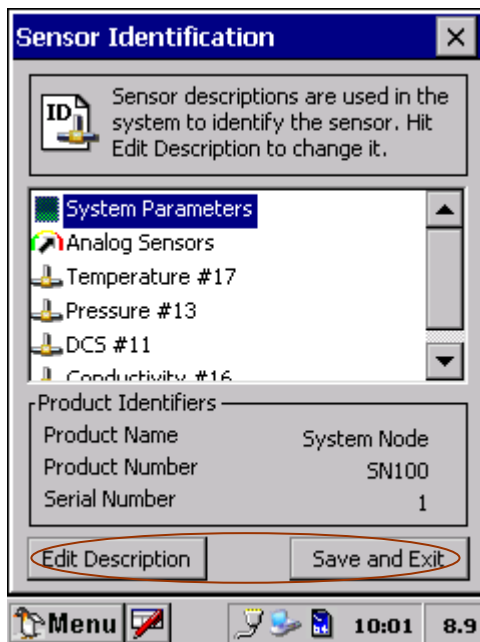 Sensor Identification
ID
Sensor descriptions are used in the
system to identify the sensor. Hit
Edit Description to change it.
System Parameters
Analog Sensors
Temperature #17
Pressure #13
DCS #11
Conductivity #16
Product Identifiers
Product Name System Node
Product Number SN100
Serial Number 1
Edit Description Save and Exit
Menu 10:01 8.9